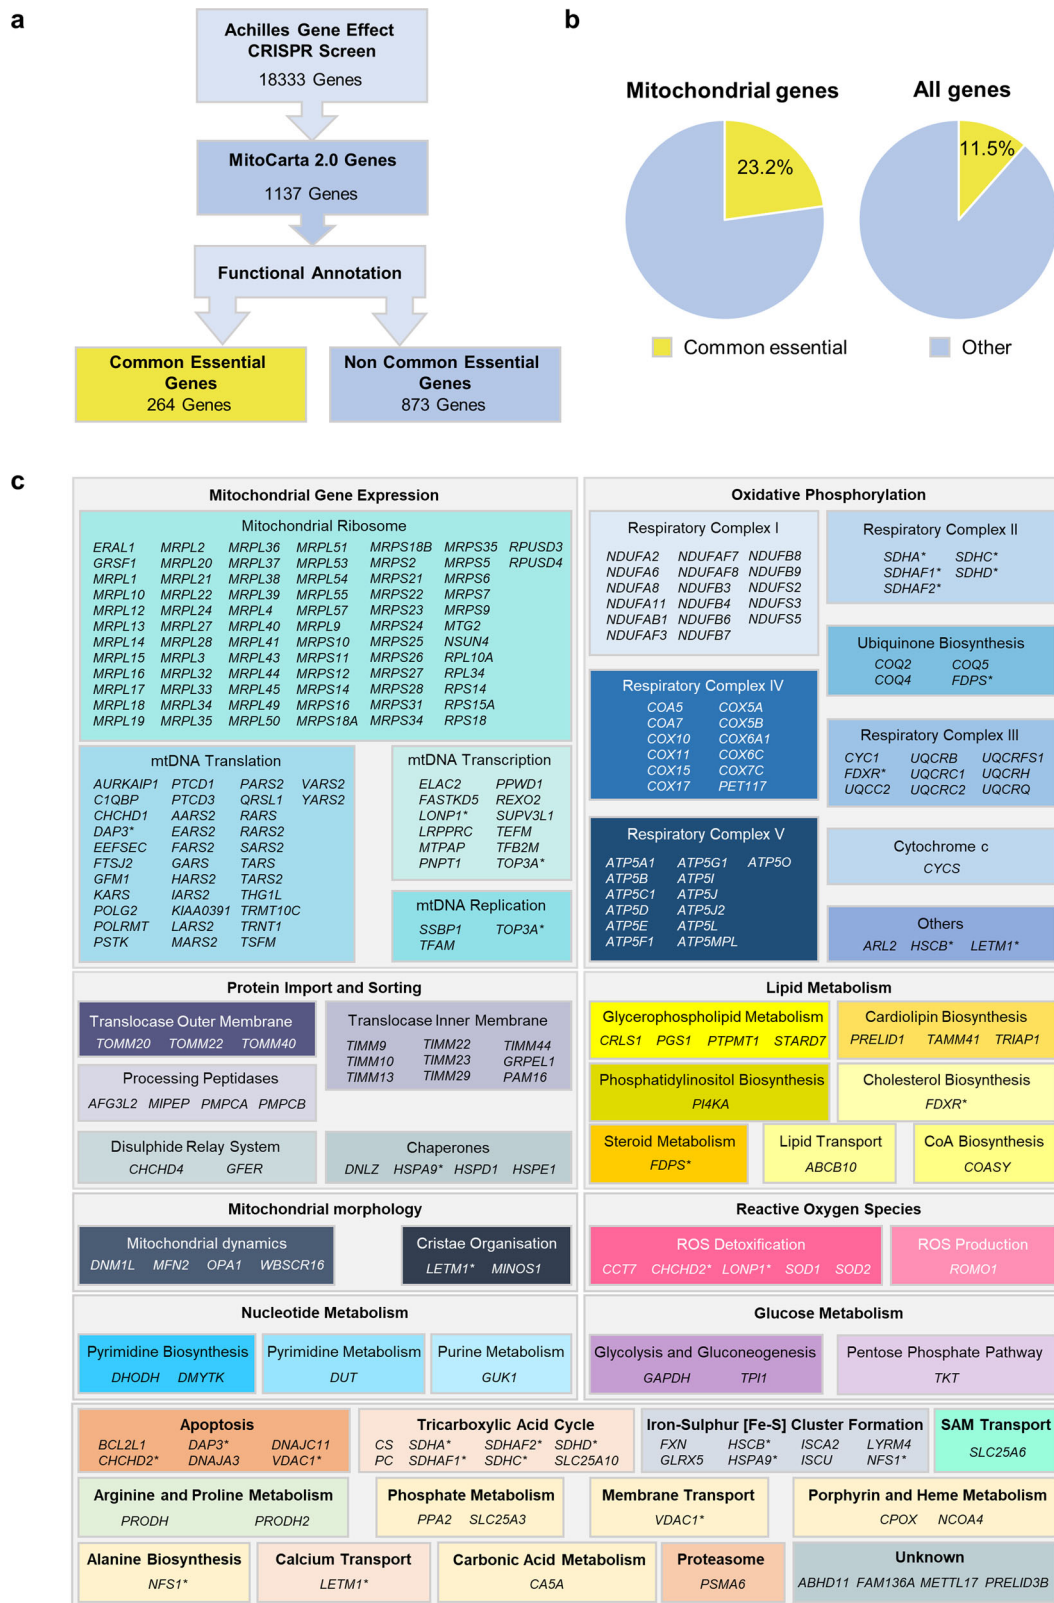 a
Achilles Gene Effect
CRISPR Screen
18333 Genes
MitoCarta 2.0 Genes
1137 Genes
Functional Annotation
Common Essential
Genes
264 Genes
Non Common Essential
Genes
873 Genes
b
Mitochondrial genes
All genes
23.2%
11.5%
Common essential
Other
c
Mitochondrial Gene Expression
Mitochondrial Ribosome
ERAL1 MRPL2 MRPL36 MRPL51 MRPS18B MRPS35 RPUSD3
GRSF1 MRPL20 MRPL37 MRPL53 MRPS2 MRPS5 RPUSD4
MRPL1 MRPL21 MRPL38 MRPL54 MRPS21 MRPS6
MRPL10 MRPL22 MRPL39 MRPL55 MRPS22 MRPS7
MRPL12 MRPL24 MRPL4 MRPL57 MRPS23 MRPS9
MRPL13 MRPL27 MRPL40 MRPL9 MRPS24 MTG2
MRPL14 MRPL28 MRPL41 MRPS10 MRPS25 NSUN4
MRPL15 MRPL3 MRPL43 MRPS11 MRPS26 RPL10A
MRPL16 MRPL32 MRPL44 MRPS12 MRPS27 RPL34
MRPL17 MRPL33 MRPL45 MRPS14 MRPS28 RPS14
MRPL18 MRPL34 MRPL49 MRPS16 MRPS31 RPS15A
MRPL19 MRPL35 MRPL50 MRPS18A MRPS34 RPS18
mtDNA Translation
AURKAIP1 PTCD1 PARS2 VARS2
C1QBP PTCD3 QRSL1 YARS2
CHCHD1 AARS2 RARS
DAP3* EARS2 RARS2
EEFSEC FARS2 SARS2
FTSJ2 GARS TARS
GFM1 HARS2 TARS2
KARS IARS2 THG1L
POLG2 KIAA0391 TRMT10C
POLRMT LARS2 TRNT1
PSTK MARS2 TSFM
mtDNA Transcription
ELAC2 PPWD1
FASTKD5 REXO2
LONP1* SUPV3L1
LRPPRC TEFM
MTPAP TFB2M
PNPT1 TOP3A*
mtDNA Replication
SSBP1 TOP3A*
TFAM
Oxidative Phosphorylation
Respiratory Complex I
NDUFA2 NDUFAF7 NDUFB8
NDUFA6 NDUFAF8 NDUFB9
NDUFA8 NDUFB3 NDUFS2
NDUFA11 NDUFB4 NDUFS3
NDUFAB1 NDUFB6 NDUFS5
NDUFAF3 NDUFB7
Respiratory Complex II
SDHA* SDHC*
SDHAF1* SDHD*
SDHAF2*
Ubiquinone Biosynthesis
COQ2 COQ5
COQ4 FDPS*
Respiratory Complex IV
COA5 COX5A
COA7 COX5B
COX10 COX6A1
COX11 COX6C
COX15 COX7C
COX17 PET117
Respiratory Complex III
CYC1 UQCRB UQCRFS1
FDXR* UQCRC1 UQCRH
UQCC2 UQCRC2 UQCRQ
Respiratory Complex V
ATP5A1 ATP5G1 ATP5O
ATP5B ATP5I
ATP5C1 ATP5J
ATP5D ATP5J2
ATP5E ATP5L
ATP5F1 ATP5MPL
Cytochrome c
CYCS
Others
ARL2 HSCB* LETM1*
Protein Import and Sorting
Translocase Outer Membrane
TOMM20 TOMM22 TOMM40
Translocase Inner Membrane
TIMM9 TIMM22 TIMM44
TIMM10 TIMM23 GRPEL1
TIMM13 TIMM29 PAM16
Processing Peptidases
AFG3L2 MIPEP PMPCA PMPCB
Disulphide Relay System
CHCHD4 GFER
Chaperones
DNLZ HSPA9* HSPD1 HSPE1
Lipid Metabolism
Glycerophospholipid Metabolism
CRLS1 PGS1 PTPMT1 STARD7
Cardiolipin Biosynthesis
PRELID1 TAMM41 TRIAP1
Phosphatidylinositol Biosynthesis
PI4KA
Cholesterol Biosynthesis
FDXR*
Steroid Metabolism
FDPS*
Lipid Transport
ABCB10
CoA Biosynthesis
COASY
Mitochondrial morphology
Mitochondrial dynamics
DNM1L MFN2 OPA1 WBSCR16
Cristae Organisation
LETM1* MINOS1
Reactive Oxygen Species
ROS Detoxification
CCT7 CHCHD2* LONP1* SOD1 SOD2
ROS Production
ROMO1
Nucleotide Metabolism
Pyrimidine Biosynthesis
DHODH DMYTK
Pyrimidine Metabolism
DUT
Purine Metabolism
GUK1
Glucose Metabolism
Glycolysis and Gluconeogenesis
GAPDH TPI1
Pentose Phosphate Pathway
TKT
Apoptosis
BCL2L1 DAP3* DNAJC11
CHCHD2* DNAJA3 VDAC1*
Tricarboxylic Acid Cycle
CS SDHA* SDHAF2* SDHD*
PC SDHAF1* SDHC* SLC25A10
Iron-Sulphur [Fe-S] Cluster Formation
FXN HSCB* ISCA2 LYRM4
GLRX5 HSPA9* ISCU NFS1*
SAM Transport
SLC25A6
Arginine and Proline Metabolism
PRODH PRODH2
Phosphate Metabolism
PPA2 SLC25A3
Membrane Transport
VDAC1*
Porphyrin and Heme Metabolism
CPOX NCOA4
Alanine Biosynthesis
NFS1*
Calcium Transport
LETM1*
Carbonic Acid Metabolism
CA5A
Proteasome
PSMA6
Unknown
ABHD11 FAM136A METTL17 PRELID3B